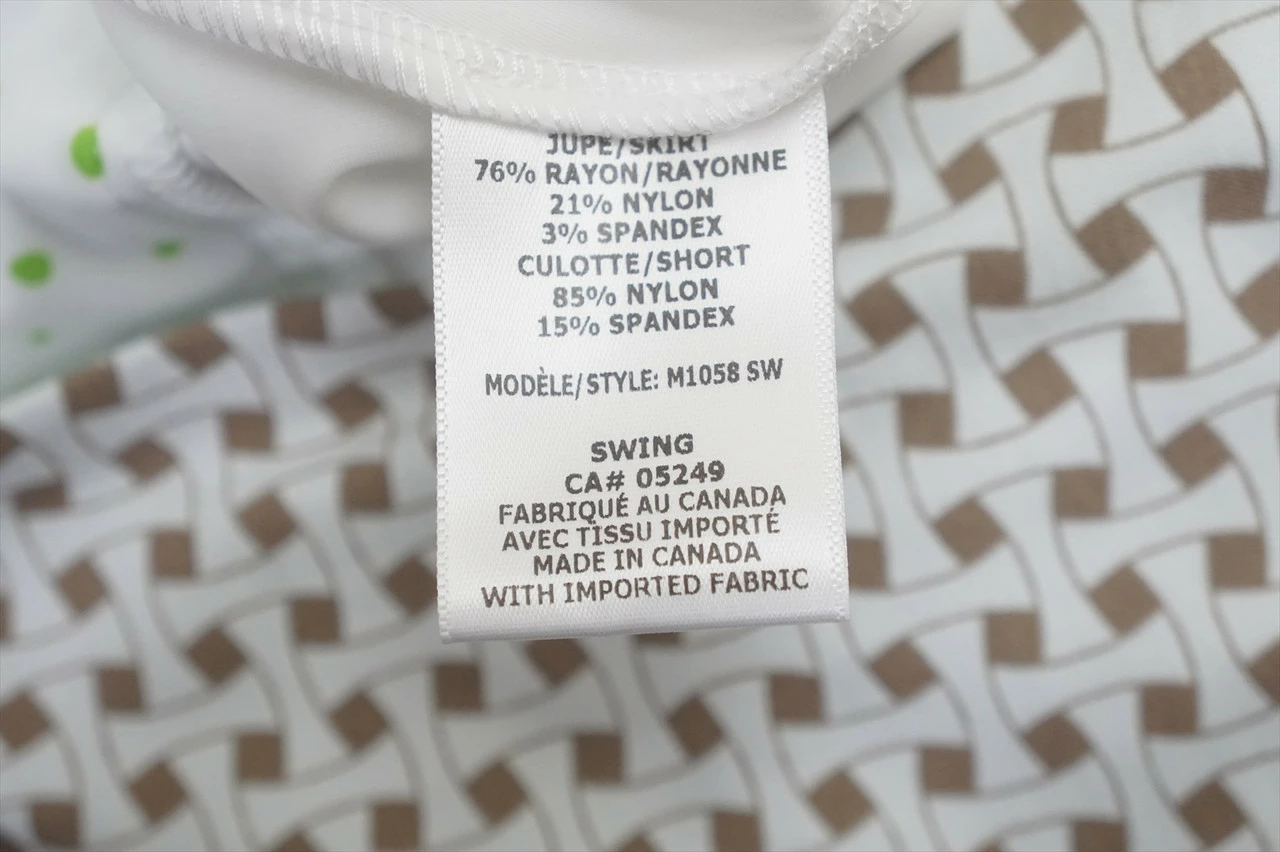 JUPE/SKIRT
76% RAYON/RAYONNE
21% NYLON
3% SPANDEX
CULOTTE/SHORT
85% NYLON
15% SPANDEX
MODÈLE/STYLE: M1058 SW
SWING
CA# 05249
FABRIQUÉ AU CANADA
AVEC TISSU IMPORTÉ
MADE IN CANADA
WITH IMPORTED FABRIC